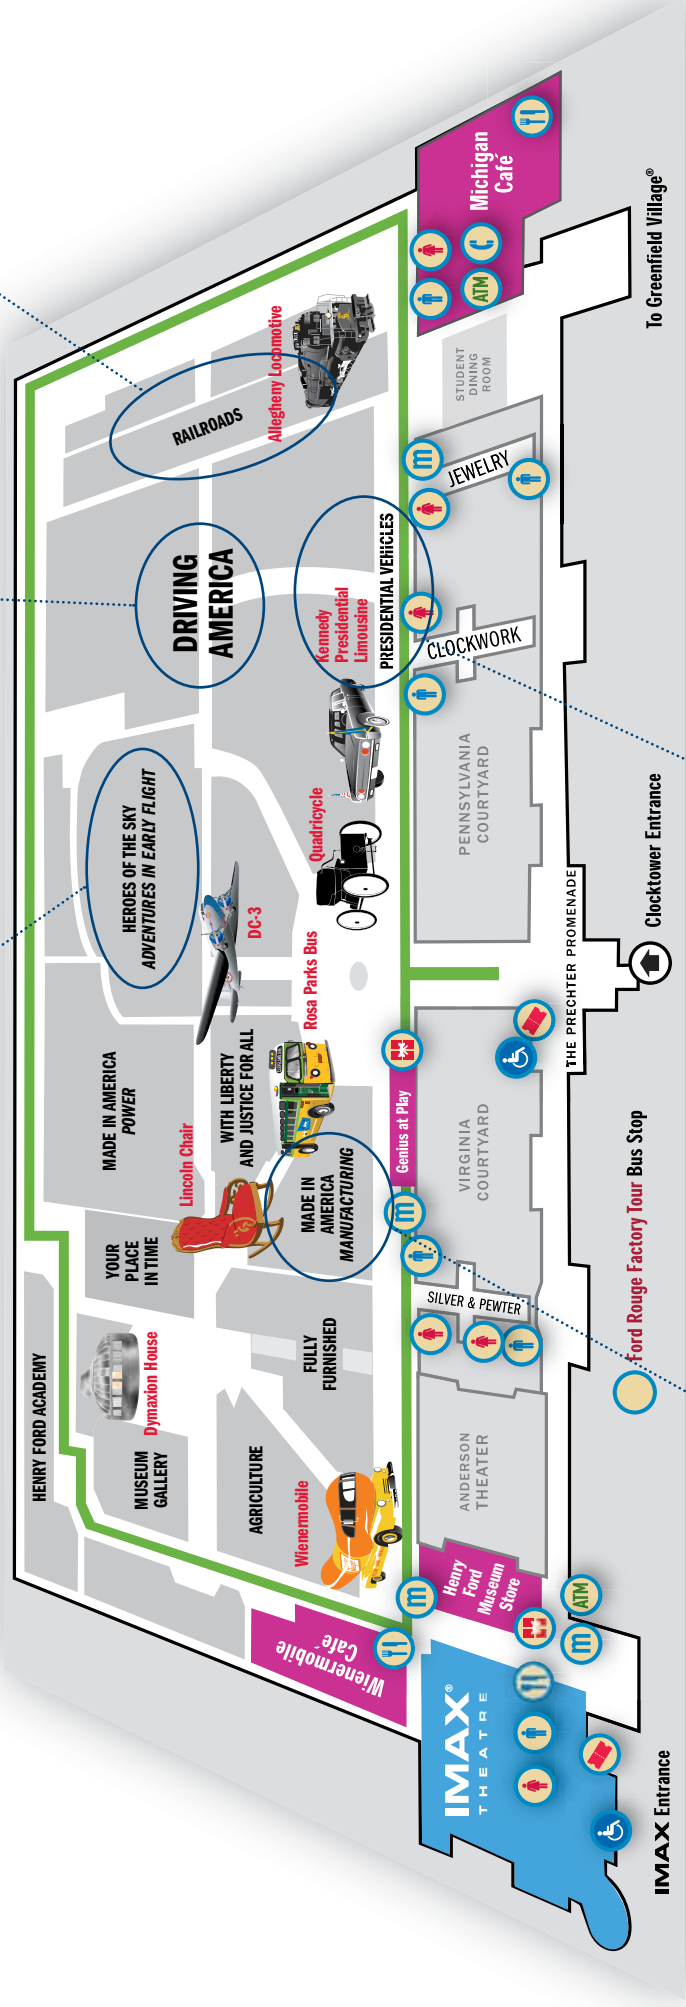 HENRY FORD ACADEMY
MUSEUM
GALLERY
Dymaxion House
YOUR
PLACE
IN TIME
MADE IN AMERICA
POWER
HEROES OF THE SKY
ADVENTURES IN EARLY FLIGHT
DRIVING
AMERICA
RAILROADS
Allegheny Locomotive
AGRICULTURE
Wienermobile
FULLY
FURNISHED
Lincoln Chair
WITH LIBERTY
AND JUSTICE FOR ALL
MADE IN
AMERICA
MANUFACTURING
Rosa Parks Bus
DC-3
Quadricycle
Kennedy
Presidential
Limousine
PRESIDENTIAL VEHICLES
Wienermobile
Café
m
Genius at Play
m
m
Michigan
Café
C
ATM
IMAX®
THEATRE
Henry
Ford
Museum
Store
ANDERSON
THEATER
SILVER & PEWTER
VIRGINIA
COURTYARD
PENNSYLVANIA
COURTYARD
CLOCKWORK
JEWELRY
STUDENT
DINING
ROOM
m
ATM
THE PRECHTER PROMENADE
IMAX Entrance
Ford Rouge Factory Tour Bus Stop
Clocktower Entrance
To Greenfield Village®